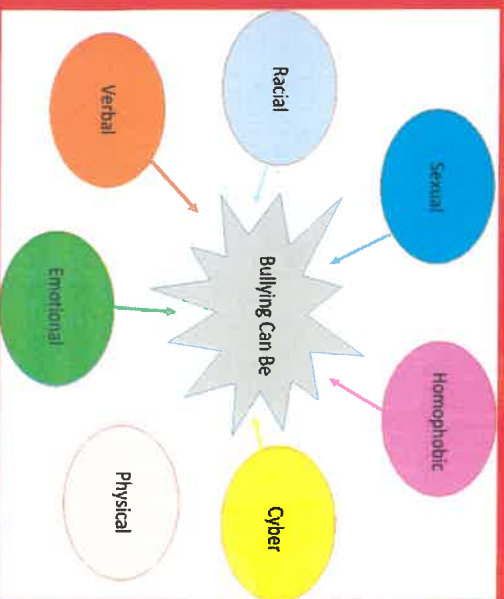 Sexual
Homophobic
Racial
Bullying Can Be
Cyber
Verbal
Emotional
Physical